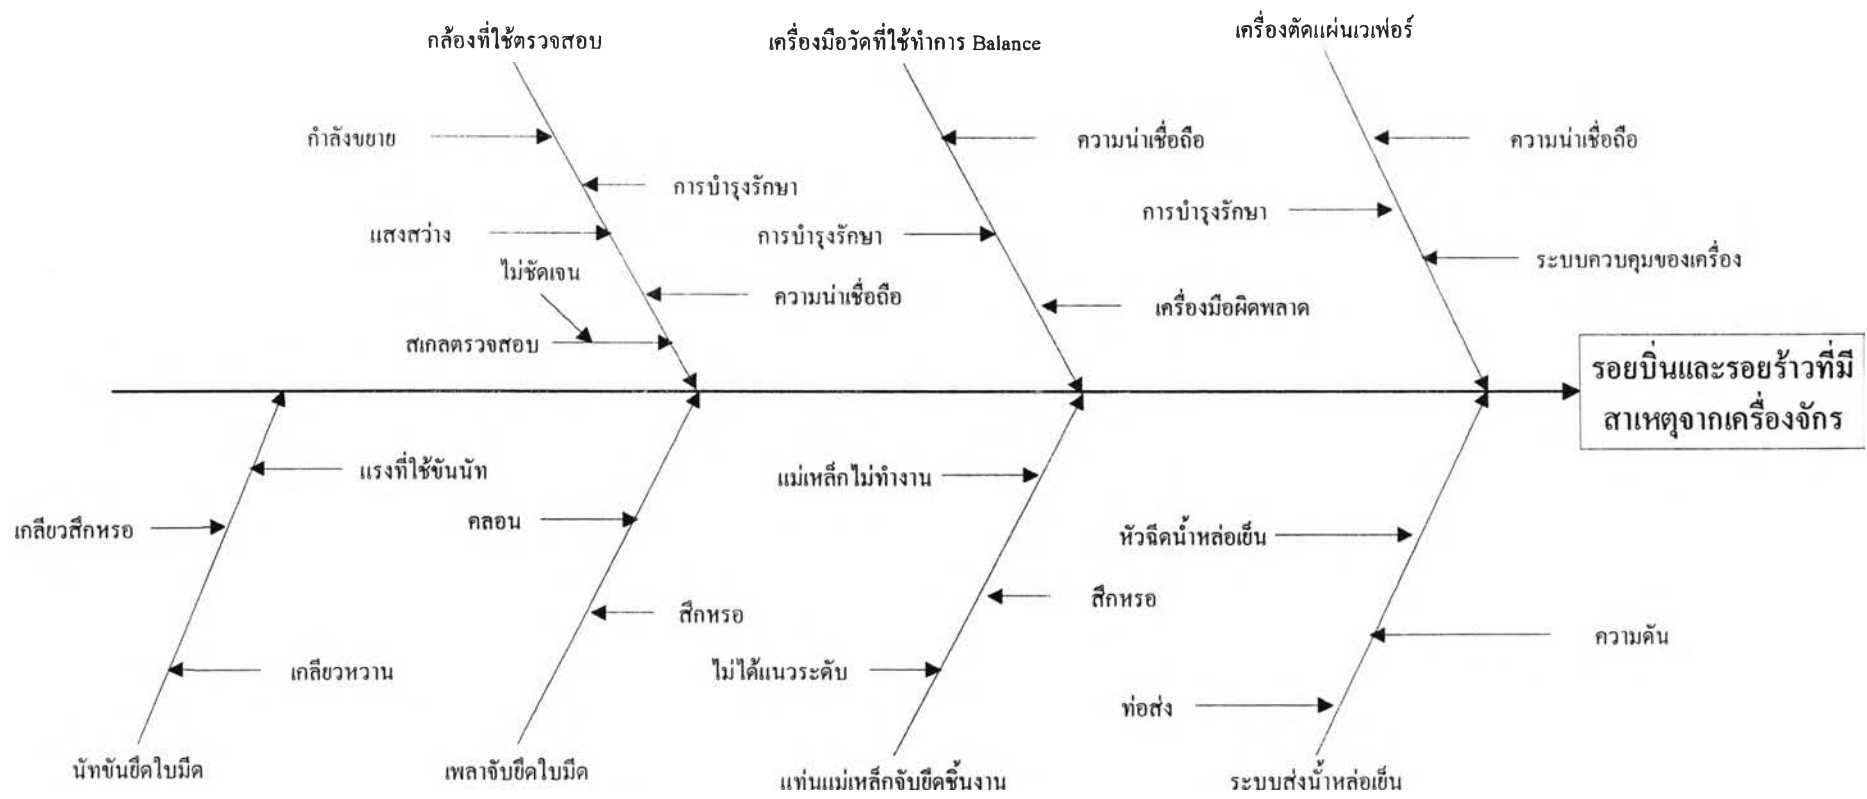 กล้องที่ใช้ตรวจสอบ
เครื่องมือวัดที่ใช้ทำการ Balance
เครื่องตัดแผ่นเวเฟอร์
กำลังขยาย
การบำรุงรักษา
แสงสว่าง
ไม่ชัดเจน
ความน่าเชื่อถือ
สเกลตรวจสอบ
ความน่าเชื่อถือ
การบำรุงรักษา
เครื่องมือผิดพลาด
ความน่าเชื่อถือ
การบำรุงรักษา
ระบบควบคุมของเครื่อง
รอยบิ่นและรอยร้าวที่มี
สาเหตุจากเครื่องจักร
แรงที่ใช้ขันนัท
เกลียวสึกหรอ
เกลียวหวาน
นัทขันยึดใบมีด
คลอน
สึกหรอ
เพลาจับยึดใบมีด
แม่เหล็กไม่ทำงาน
สึกหรอ
ไม่ได้แนวระดับ
แท่นแม่เหล็กจับยึดชิ้นงาน
หัวฉีดน้ำหล่อเย็น
ความดัน
ท่อส่ง
ระบบส่งน้ำหล่อเย็น